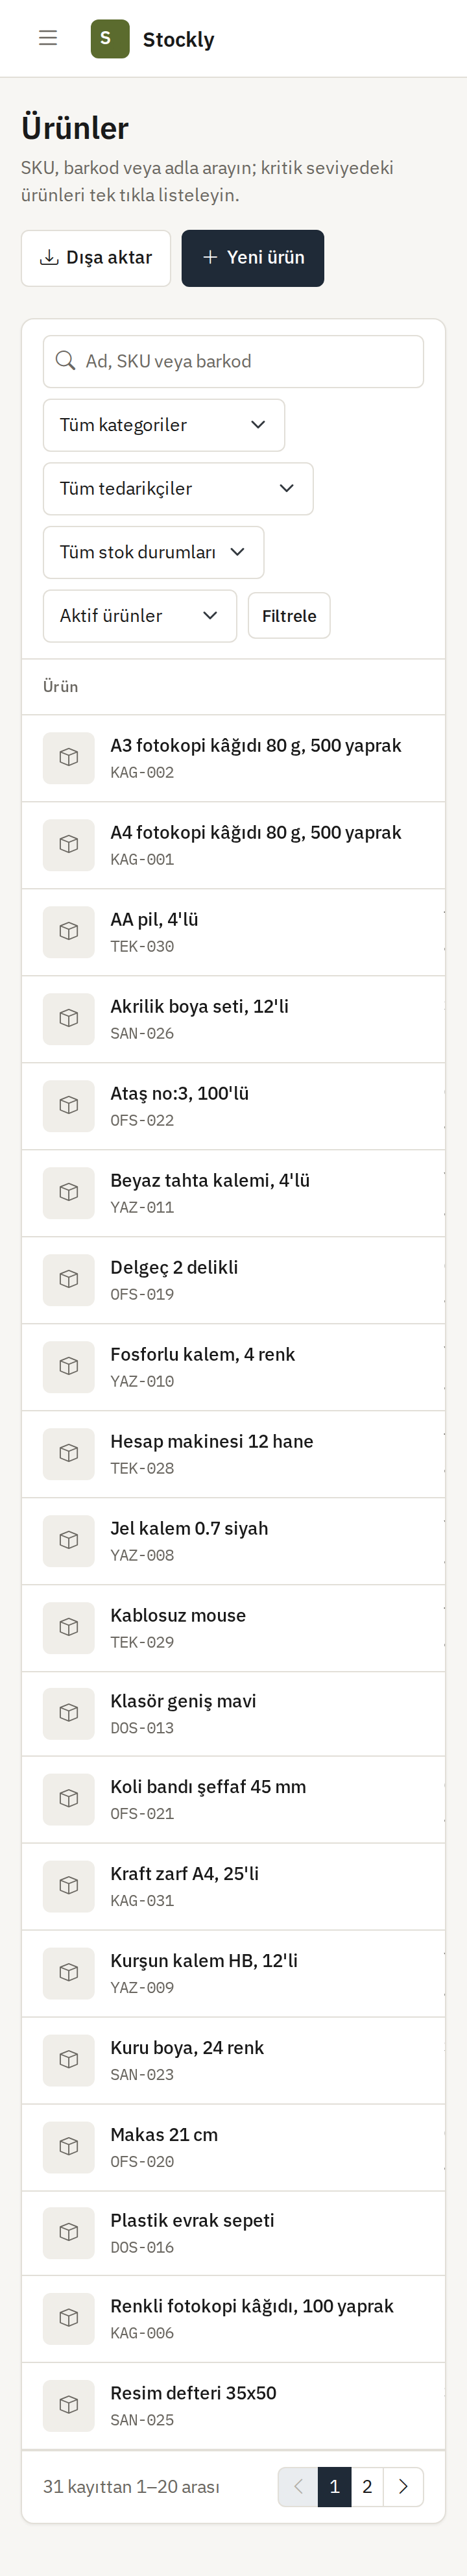 S Stockly
Ürünler
SKU, barkod veya adla arayın; kritik seviyedeki
ürünleri tek tıkla listeleyin.
Dışa aktar
Yeni ürün
Ad, SKU veya barkod
Tüm kategoriler
Tüm tedarikçiler
Tüm stok durumları
Aktif ürünler
Filtrele
Ürün
A3 fotokopi kâğıdı 80 g, 500 yaprak
KAG-002
A4 fotokopi kâğıdı 80 g, 500 yaprak
KAG-001
AA pil, 4'lü
TEK-030
Akrilik boya seti, 12'li
SAN-026
Ataş no:3, 100'lü
OFS-022
Beyaz tahta kalemi, 4'lü
YAZ-011
Delgeç 2 delikli
OFS-019
Fosforlu kalem, 4 renk
YAZ-010
Hesap makinesi 12 hane
TEK-028
Jel kalem 0.7 siyah
YAZ-008
Kablosuz mouse
TEK-029
Klasör geniş mavi
DOS-013
Koli bandı şeffaf 45 mm
OFS-021
Kraft zarf A4, 25'li
KAG-031
Kurşun kalem HB, 12'li
YAZ-009
Kuru boya, 24 renk
SAN-023
Makas 21 cm
OFS-020
Plastik evrak sepeti
DOS-016
Renkli fotokopi kâğıdı, 100 yaprak
KAG-006
Resim defteri 35x50
SAN-025
31 kayıttan 1–20 arası
1 2